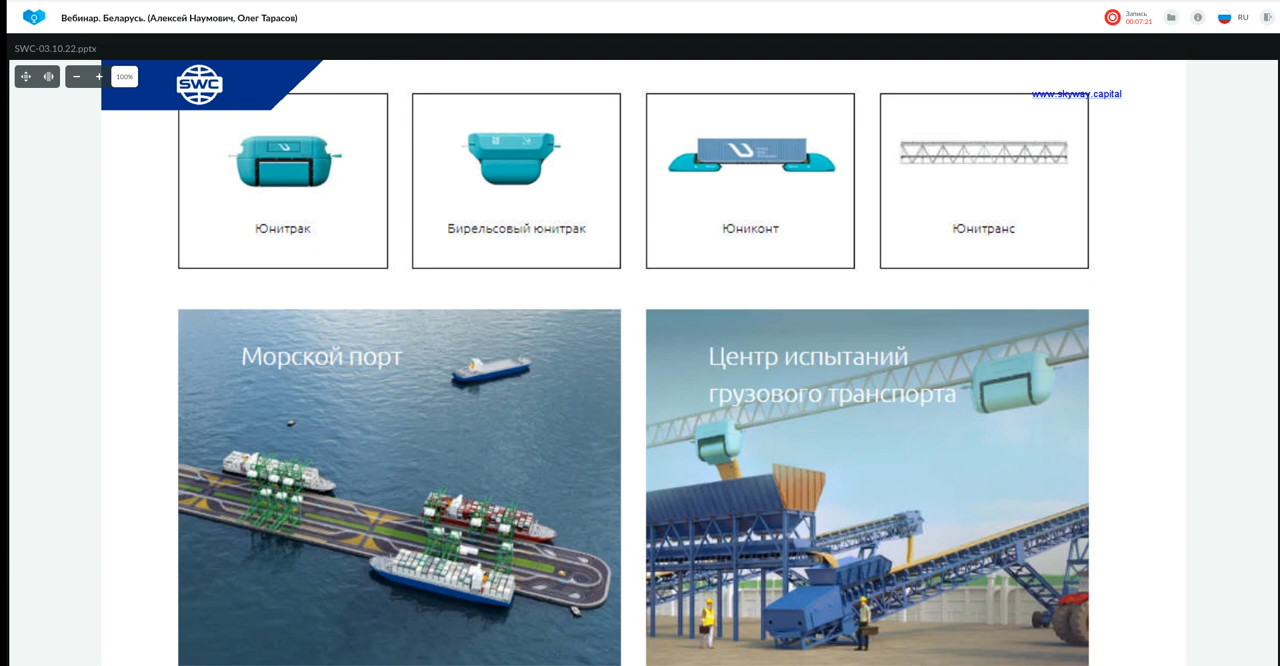 Вебинар. Беларусь. (Алексей Наумович, Олег Тарасов)
Запись
00:07:21
RU
SWC-03.10.22.pptx
100%
SWC
www.skyway.capital
Юнитрак
Бирельсовый юнитрак
Юниконт
Юнитранс
Морской порт
Центр испытаний
грузового транспорта